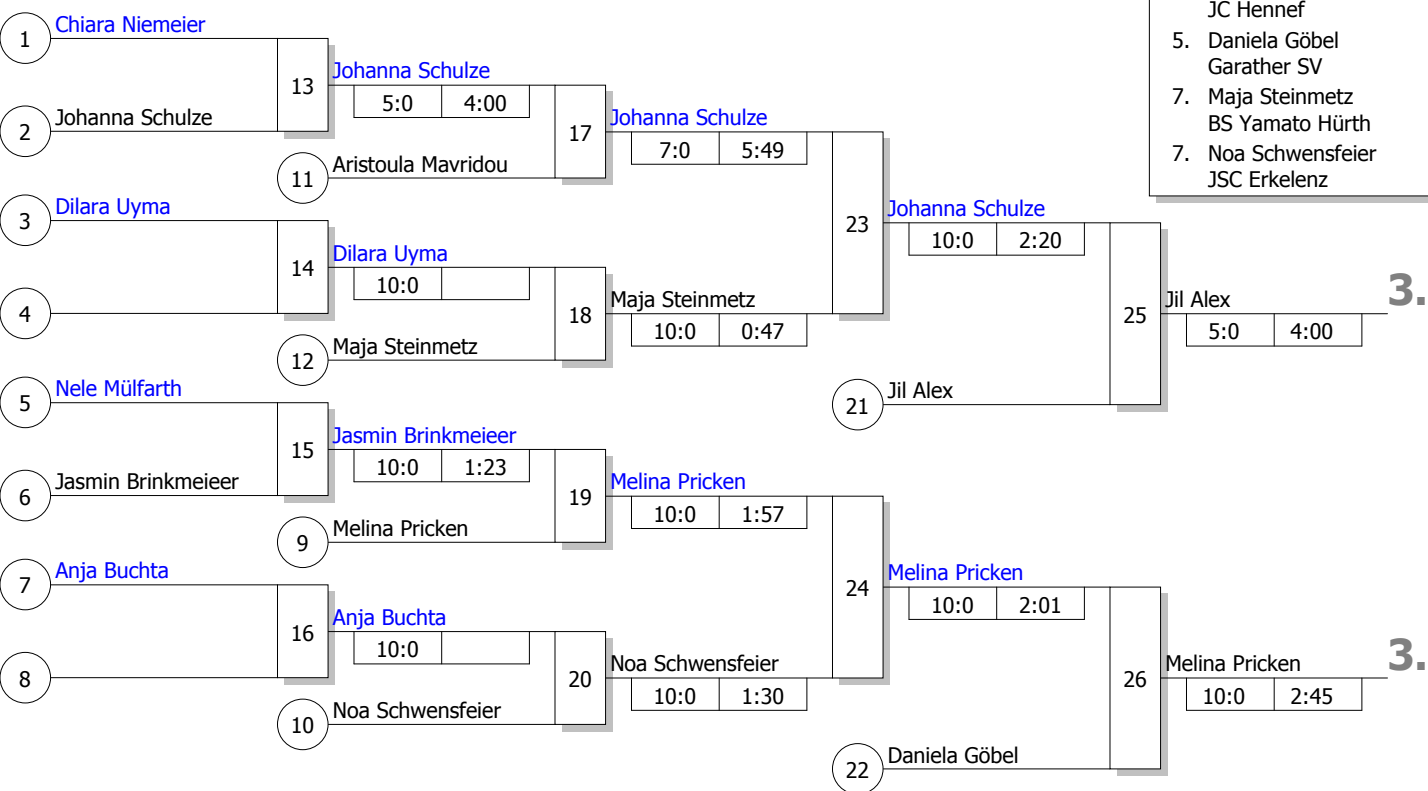 JC Hennef
5. Daniela Göbel
Garather SV
7. Maja Steinmetz
BS Yamato Hürth
7. Noa Schwensfeier
JSC Erkelenz
1 Chiara Niemeier
13
Johanna Schulze
5:0 4:00
2 Johanna Schulze
17
Johanna Schulze
7:0 5:49
11 Aristoula Mavridou
3 Dilara Uyma
23
Johanna Schulze
10:0 2:20
14
Dilara Uyma
10:0
4
18
Maja Steinmetz
10:0 0:47
12 Maja Steinmetz
25
Jil Alex
5:0 4:00
3.
5 Nele Mülfarth
21 Jil Alex
15
Jasmin Brinkmeieer
10:0 1:23
6 Jasmin Brinkmeieer
19
Melina Pricken
10:0 1:57
9 Melina Pricken
7 Anja Buchta
24
Melina Pricken
10:0 2:01
16
Anja Buchta
10:0
8
20
Noa Schwensfeier
10:0 1:30
10 Noa Schwensfeier
26
Melina Pricken
10:0 2:45
3.
22 Daniela Göbel